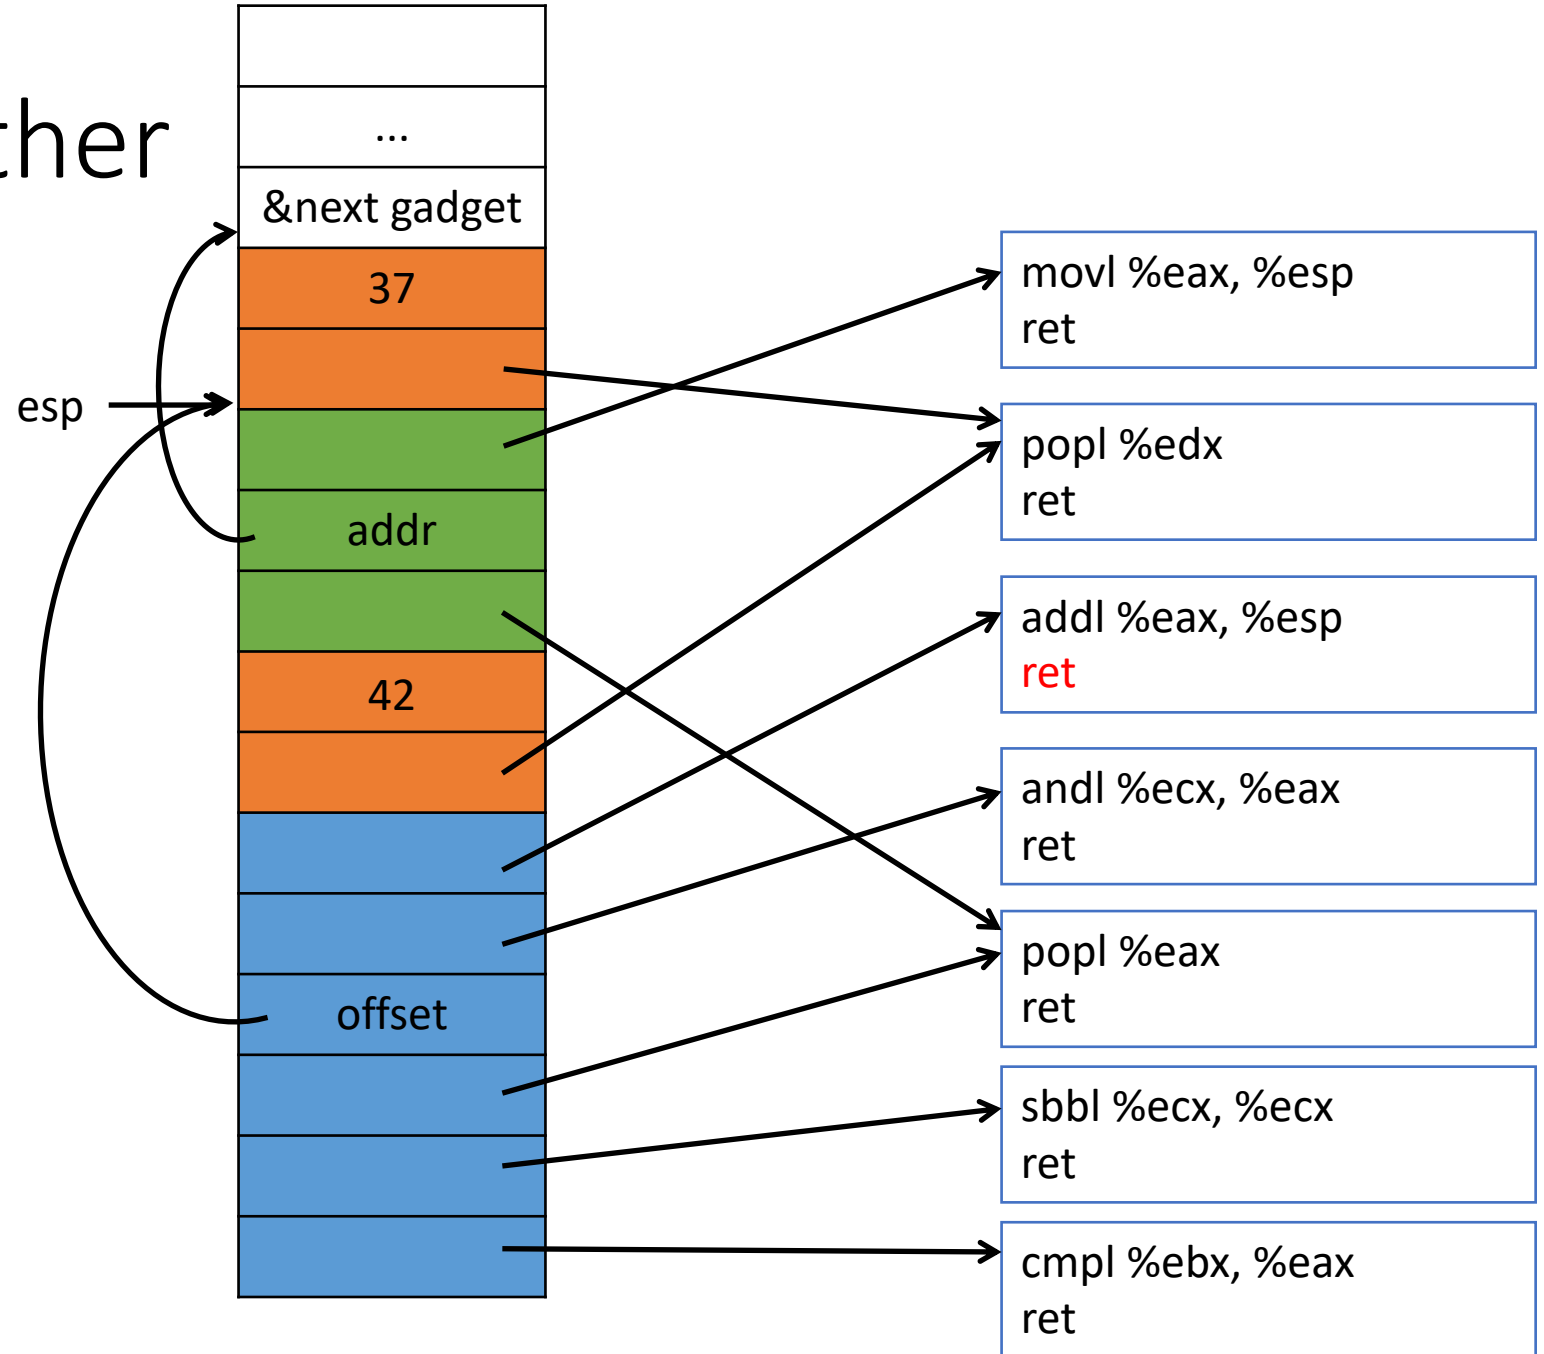 ther
...
&next gadget
37
esp
addr
42
offset
movl %eax, %esp
ret
popl %edx
ret
addl %eax, %esp
ret
andl %ecx, %eax
ret
popl %eax
ret
sbbl %ecx, %ecx
ret
cmpl %ebx, %eax
ret